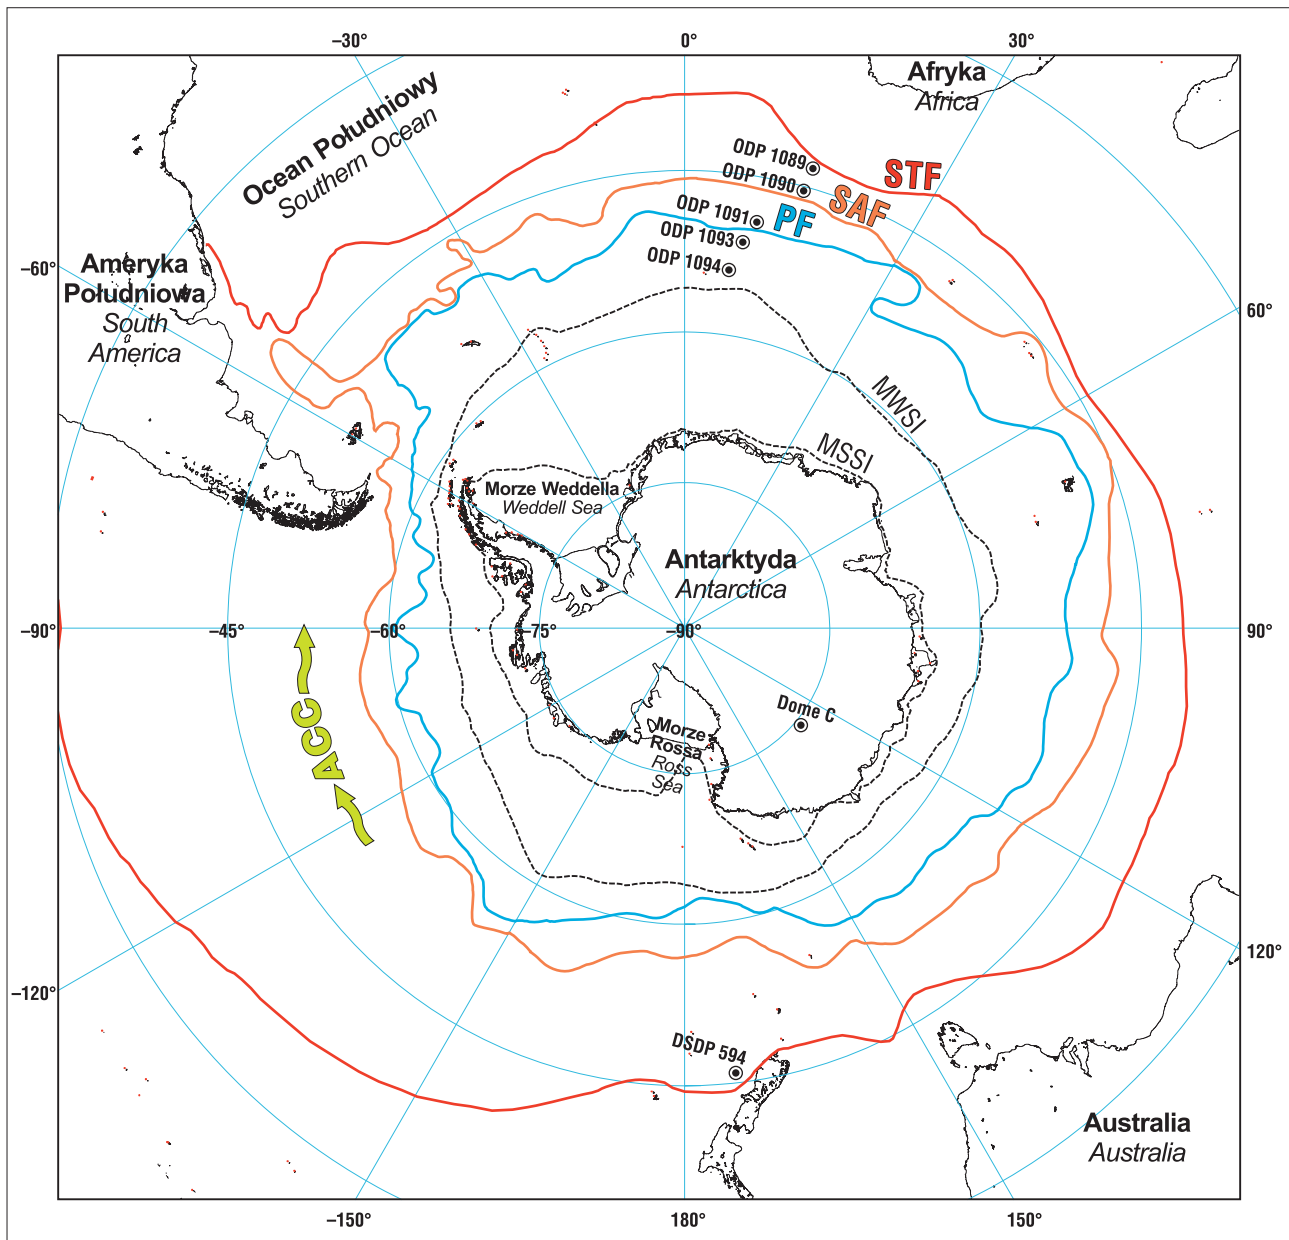 –30°
0°
30°
Afryka
Africa
Ocean Południowy
Southern Ocean
ODP 1089
ODP 1090
STF
SAF
ODP 1091
PF
ODP 1093
ODP 1094
–60°
Ameryka
Południowa
South
America
60°
MWSI
MSSI
Morze Weddella
Weddell Sea
Antarktyda
Antarctica
–90°
–45°
–60°
–75°
–90°
90°
ACC
Dome C
Morze
Rossa
Ross
Sea
–120°
120°
DSDP 594
Australia
Australia
–150°
180°
150°